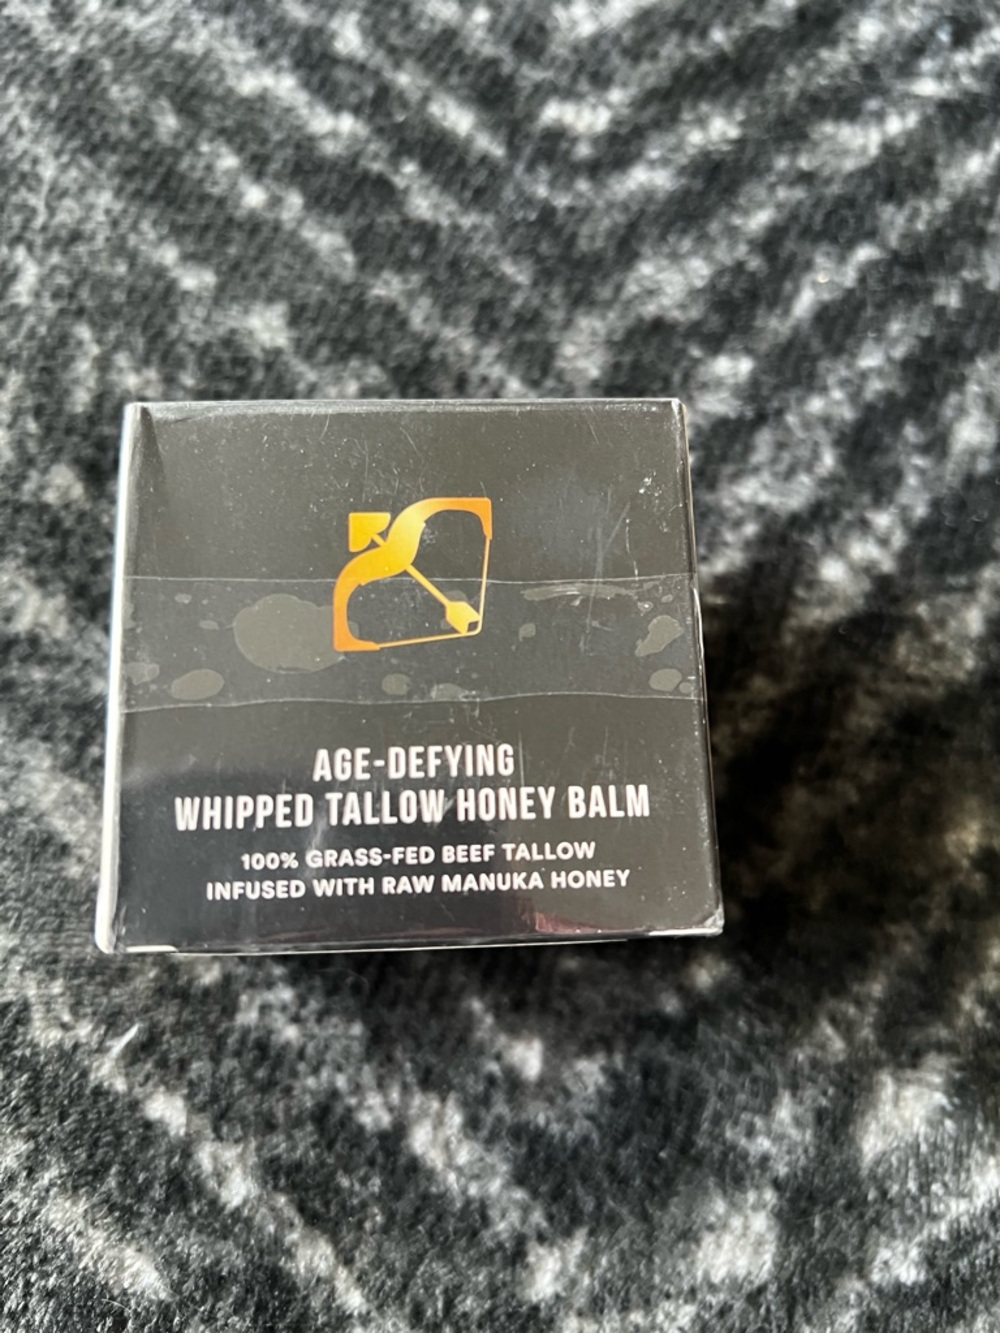 AGE-DEFYING
WHIPPED TALLOW HONEY BALM
100% GRASS-FED BEEF TALLOW
INFUSED WITH RAW MANUKA HONEY